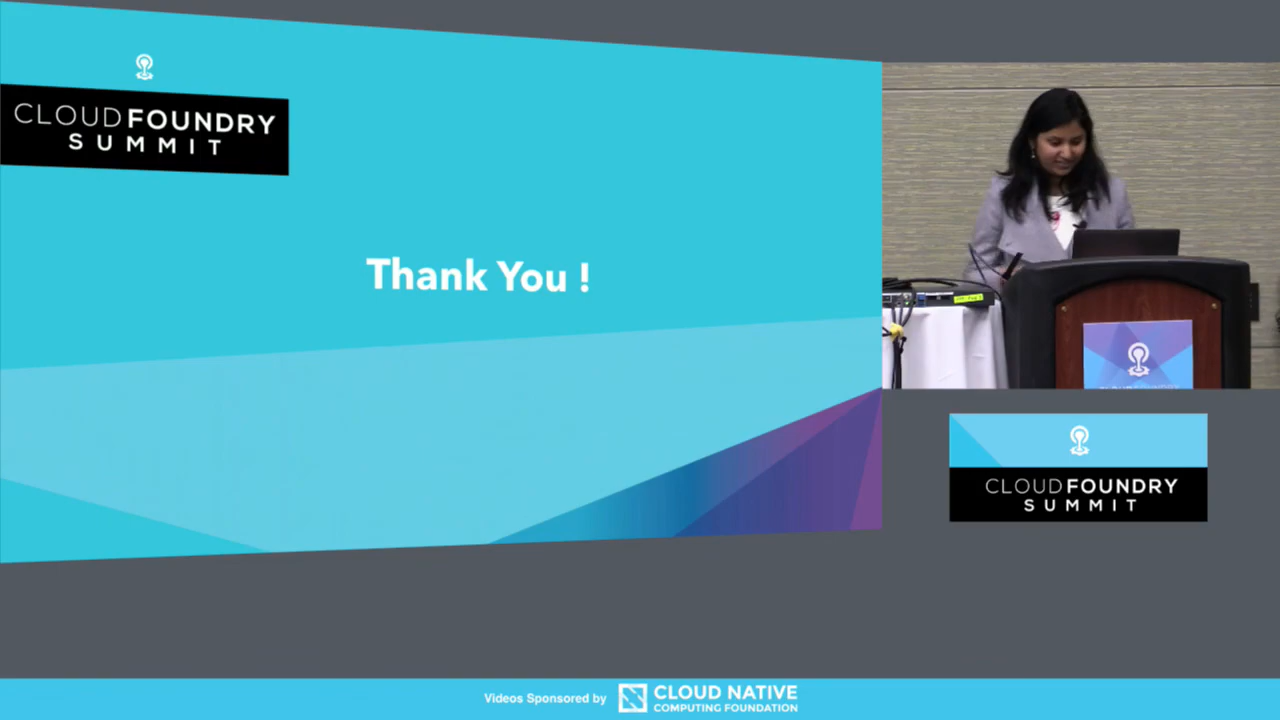 CLOUDFOUNDRY
SUMMIT
Thank You !
CLOUDFOUNDRY
SUMMIT
Videos Sponsored by
CLOUD NATIVE
COMPUTING FOUNDATION